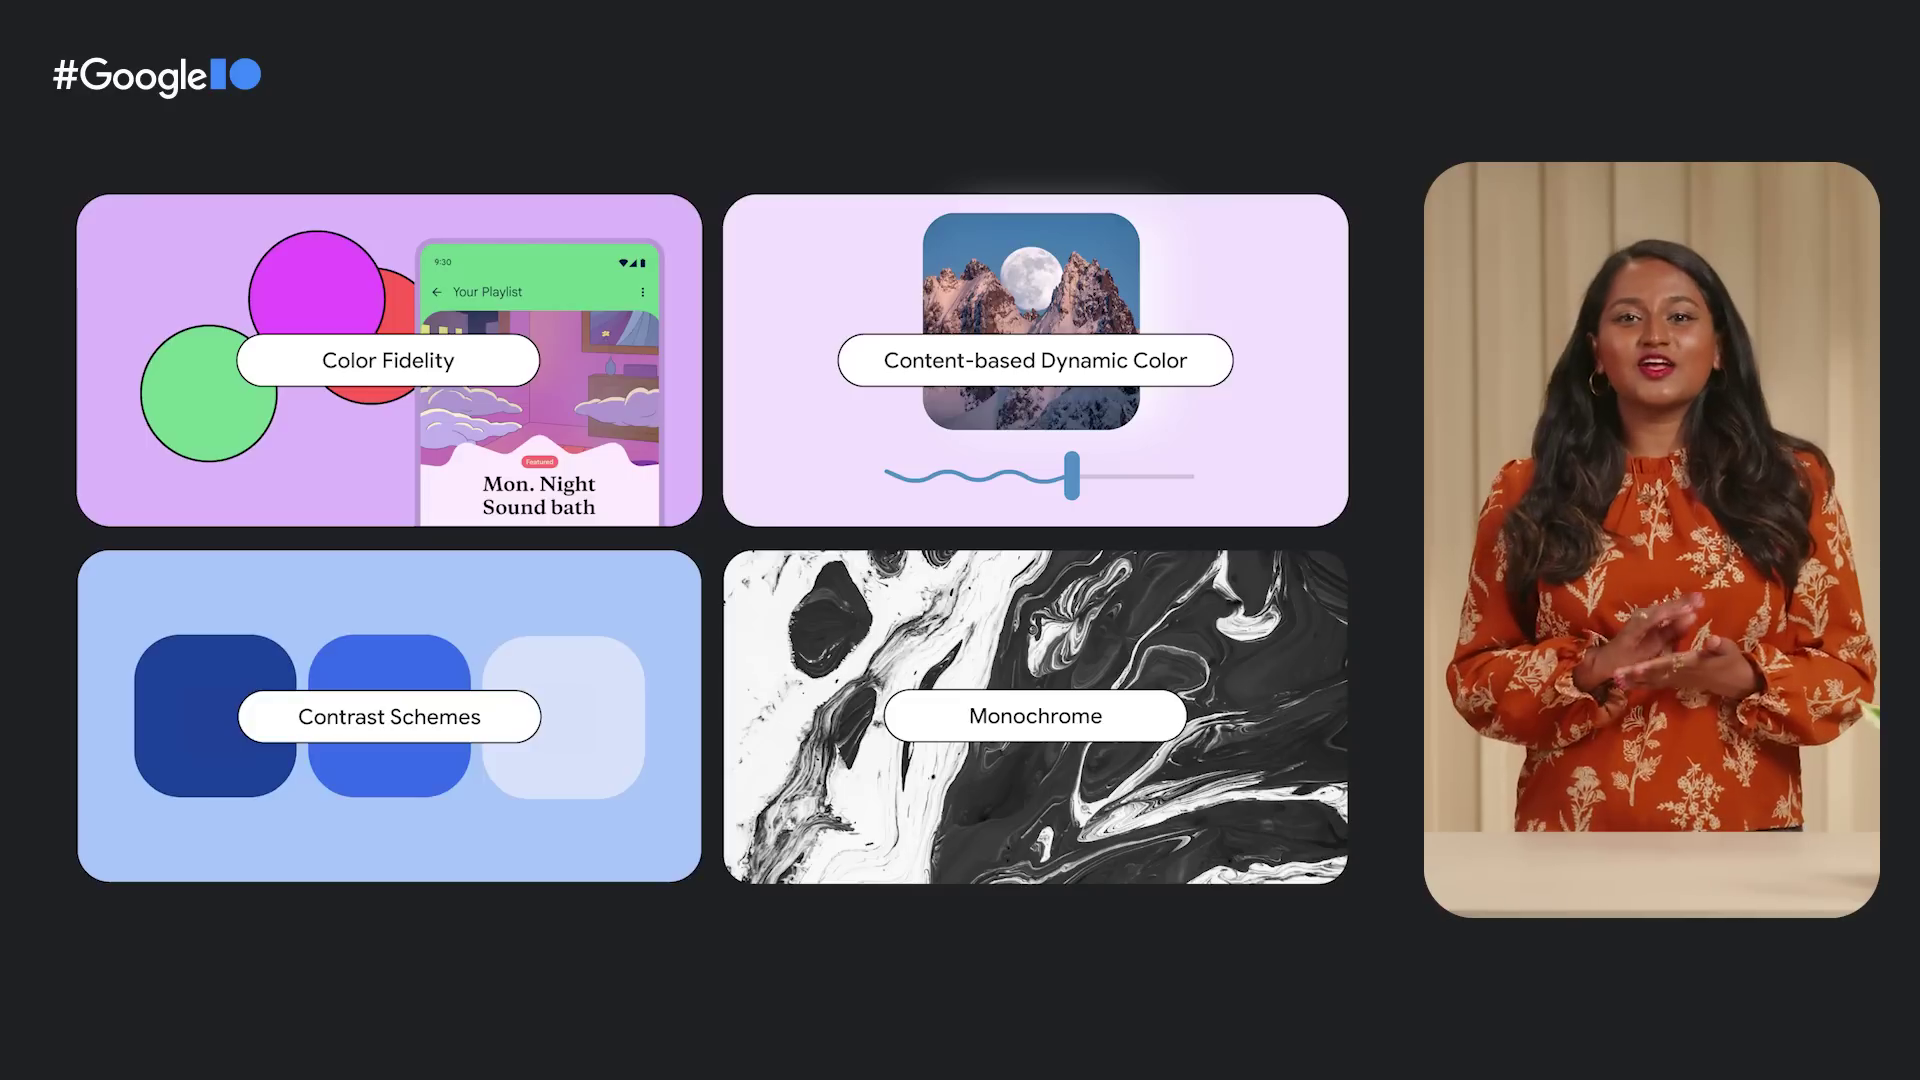 #GoogleIO
Color Fidelity
9:30
Your Playlist
Featured
Mon. Night
Sound bath
Content-based Dynamic Color
Contrast Schemes
Monochrome